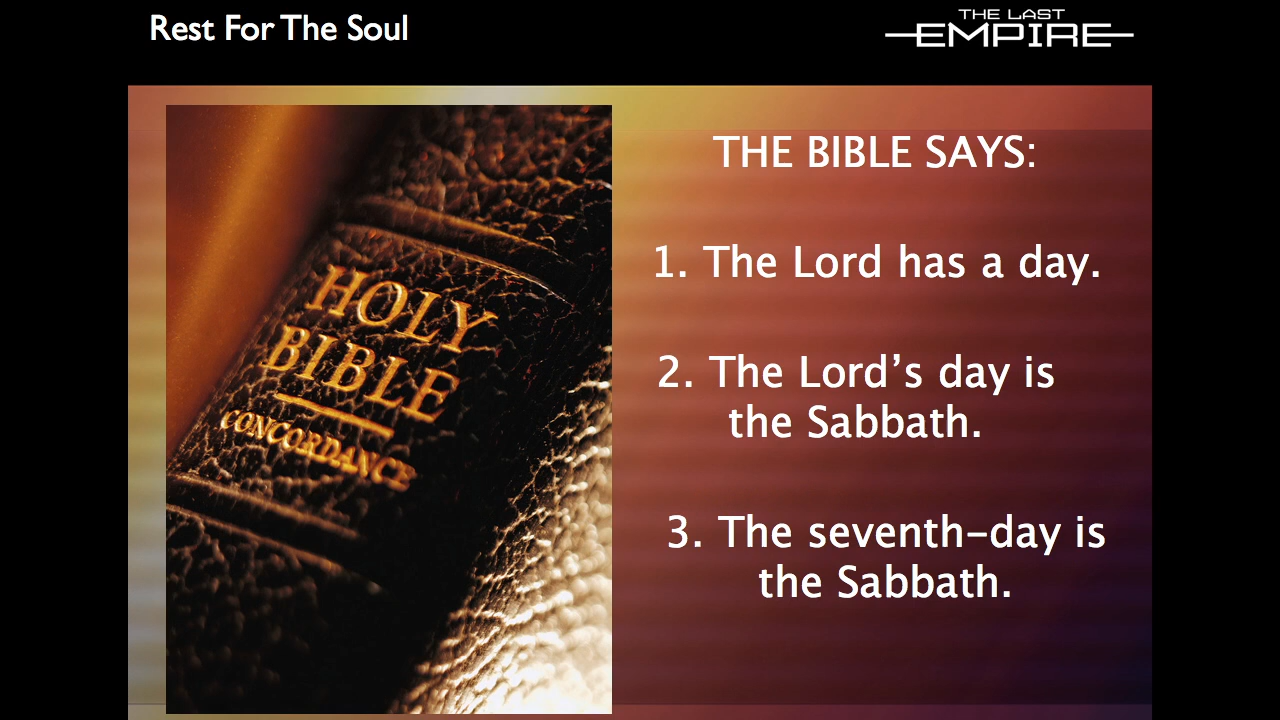 Rest For The Soul
THE LAST
EMPIRE
HOLY
BIBLE
CONCORDANCE
THE BIBLE SAYS:
1. The Lord has a day.
2. The Lord’s day is
the Sabbath.
3. The seventh-day is
the Sabbath.